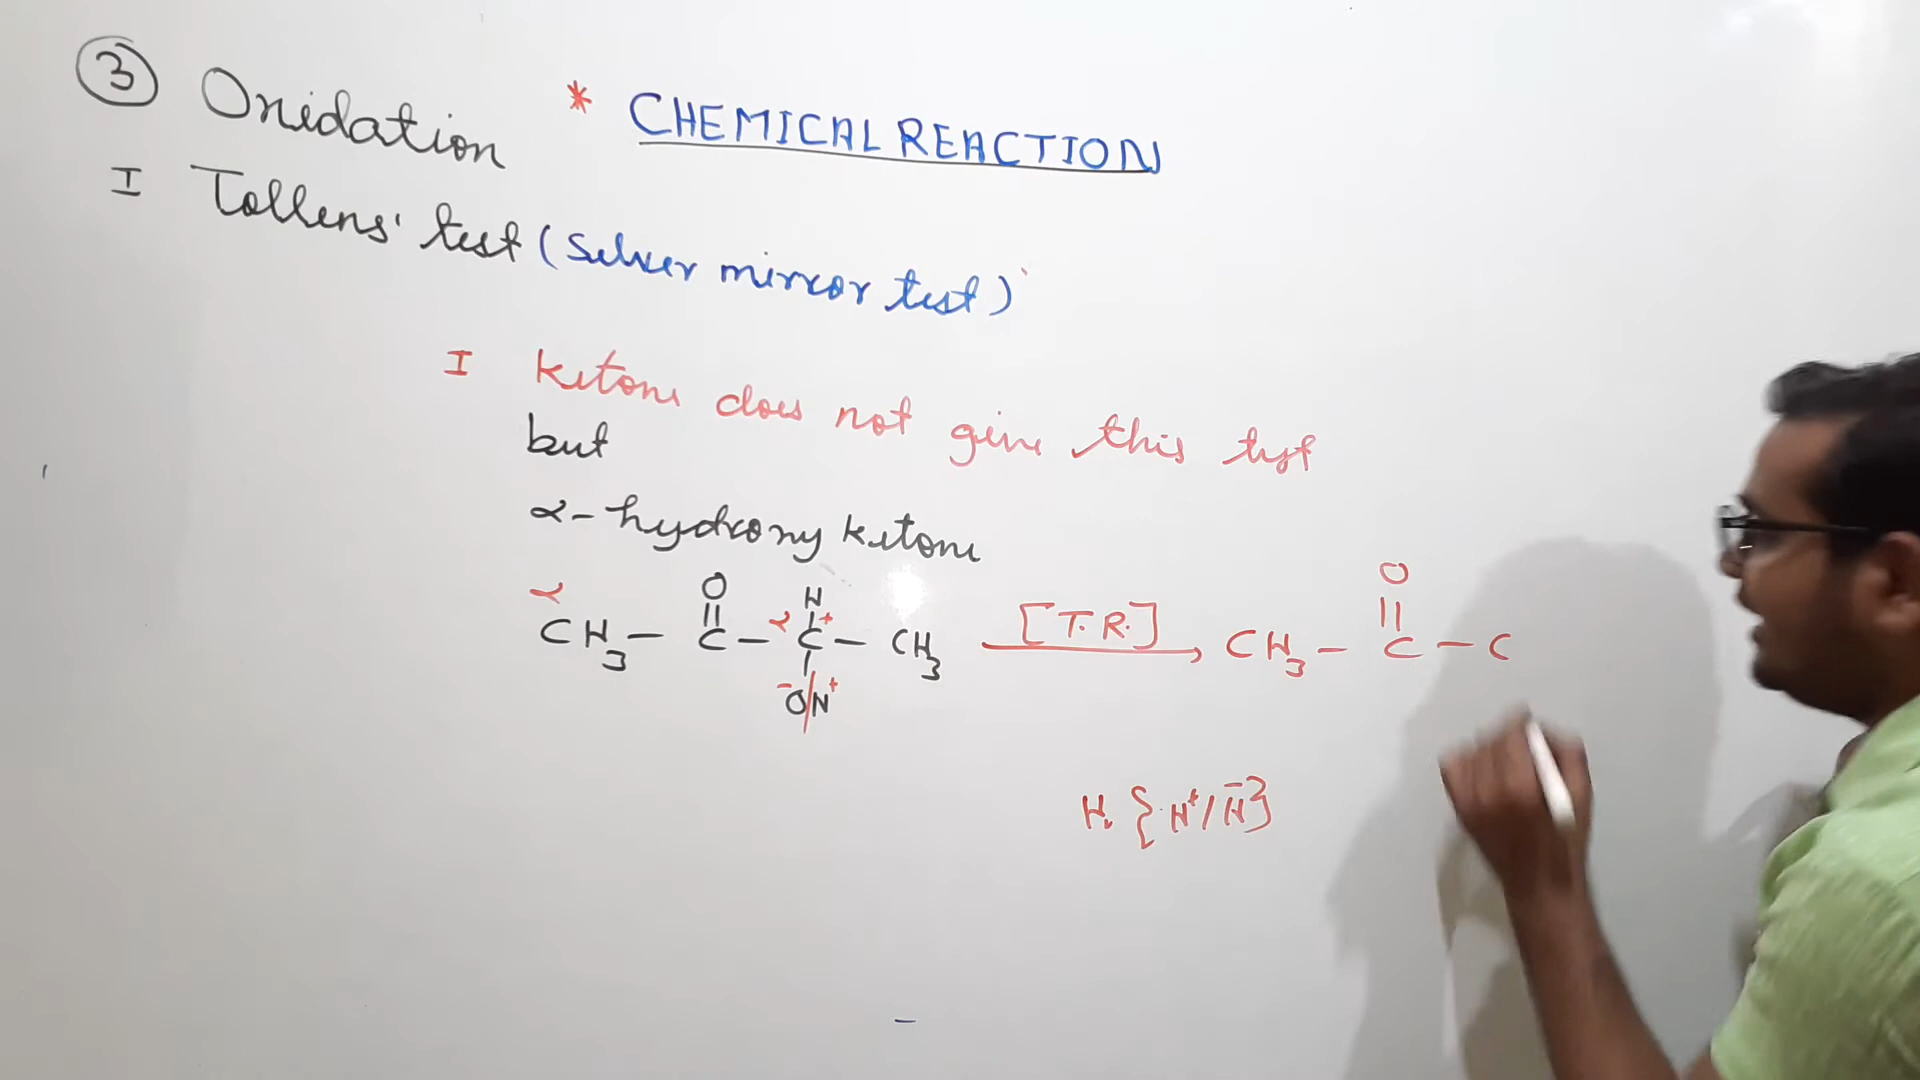 3 Oxidation
* CHEMICAL REACTION
I Tollens' test (Silver mirror test)
I ketone does not give this test
but
α-hydroxy ketone
α O H
|| | +
CH3 – C – α C – CH3 [T.R.] → CH3 – C – C
|
- O/H +
O
||
H2 {H+/H-}